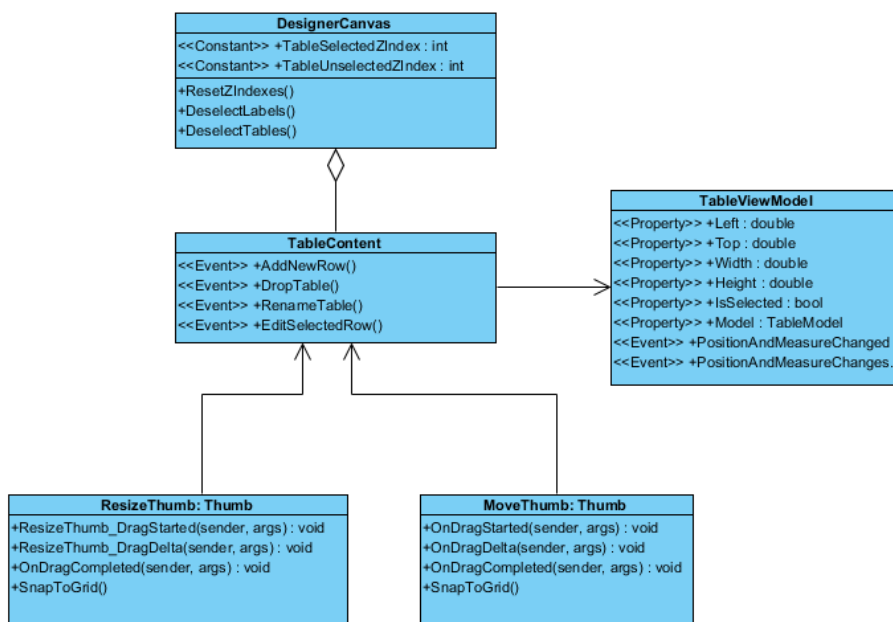 DesignerCanvas
<<Constant>> +TableSelectedZIndex : int
<<Constant>> +TableUnselectedZIndex : int
+ResetZIndexes()
+DeselectLabels()
+DeselectTables()
TableViewModel
<<Property>> +Left : double
<<Property>> +Top : double
<<Property>> +Width : double
<<Property>> +Height : double
<<Property>> +IsSelected : bool
<<Property>> +Model : TableModel
<<Event>> +PositionAndMeasureChanged
<<Event>> +PositionAndMeasureChanges.
TableContent
<<Event>> +AddNewRow()
<<Event>> +DropTable()
<<Event>> +RenameTable()
<<Event>> +EditSelectedRow()
ResizeThumb: Thumb
+ResizeThumb_DragStarted(sender, args) : void
+ResizeThumb_DragDelta(sender, args) : void
+OnDragCompleted(sender, args) : void
+SnapToGrid()
MoveThumb: Thumb
+OnDragStarted(sender, args) : void
+OnDragDelta(sender, args) : void
+OnDragCompleted(sender, args) : void
+SnapToGrid()